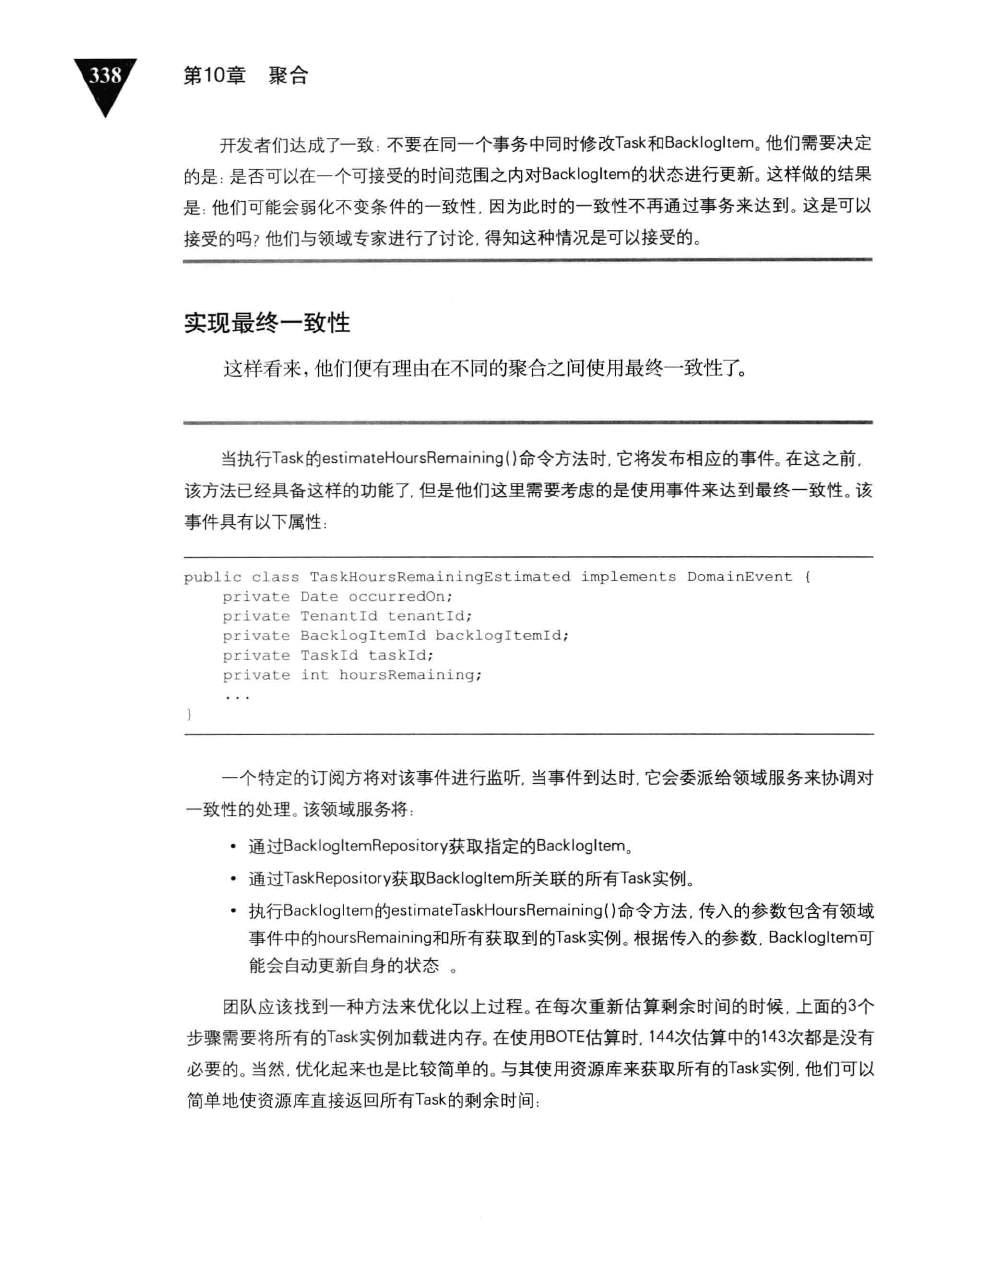 338
第10章 聚合
开发者们达成了一致：不要在同一个事务中同时修改Task和BacklogItem。他们需要决定
的是：是否可以在一个可接受的时间范围之内对BacklogItem的状态进行更新。这样做的结果
是：他们可能会弱化不变条件的一致性，因为此时的一致性不再通过事务来达到。这是可以
接受的吗？他们与领域专家进行了讨论，得知这种情况是可以接受的。
实现最终一致性
这样看来，他们便有理由在不同的聚合之间使用最终一致性了。
当执行Task的estimateHoursRemaining()命令方法时，它将发布相应的事件。在这之前，
该方法已经具备这样的功能了，但是他们这里需要考虑的是使用事件来达到最终一致性。该
事件具有以下属性：
public class TaskHoursRemainingEstimated implements DomainEvent {
    private Date occurredOn;
    private TenantId tenantId;
    private BacklogItemId backlogItemId;
    private TaskId taskId;
    private int hoursRemaining;
    ...
}
一个特定的订阅方将对该事件进行监听，当事件到达时，它会委派给领域服务来协调对
一致性的处理。该领域服务将：
• 通过BacklogItemRepository获取指定的BacklogItem。
• 通过TaskRepository获取BacklogItem所关联的所有Task实例。
• 执行BacklogItem的estimateTaskHoursRemaining()命令方法，传入的参数包含有领域
事件中的hoursRemaining和所有获取到的Task实例。根据传入的参数，BacklogItem可
能会自动更新自身的状态 。
团队应该找到一种方法来优化以上过程。在每次重新估算剩余时间的时候，上面的3个
步骤需要将所有的Task实例加载进内存。在使用BOTE估算时，144次估算中的143次都是没有
必要的。当然，优化起来也是比较简单的。与其使用资源库来获取所有的Task实例，他们可以
简单地使资源库直接返回所有Task的剩余时间：